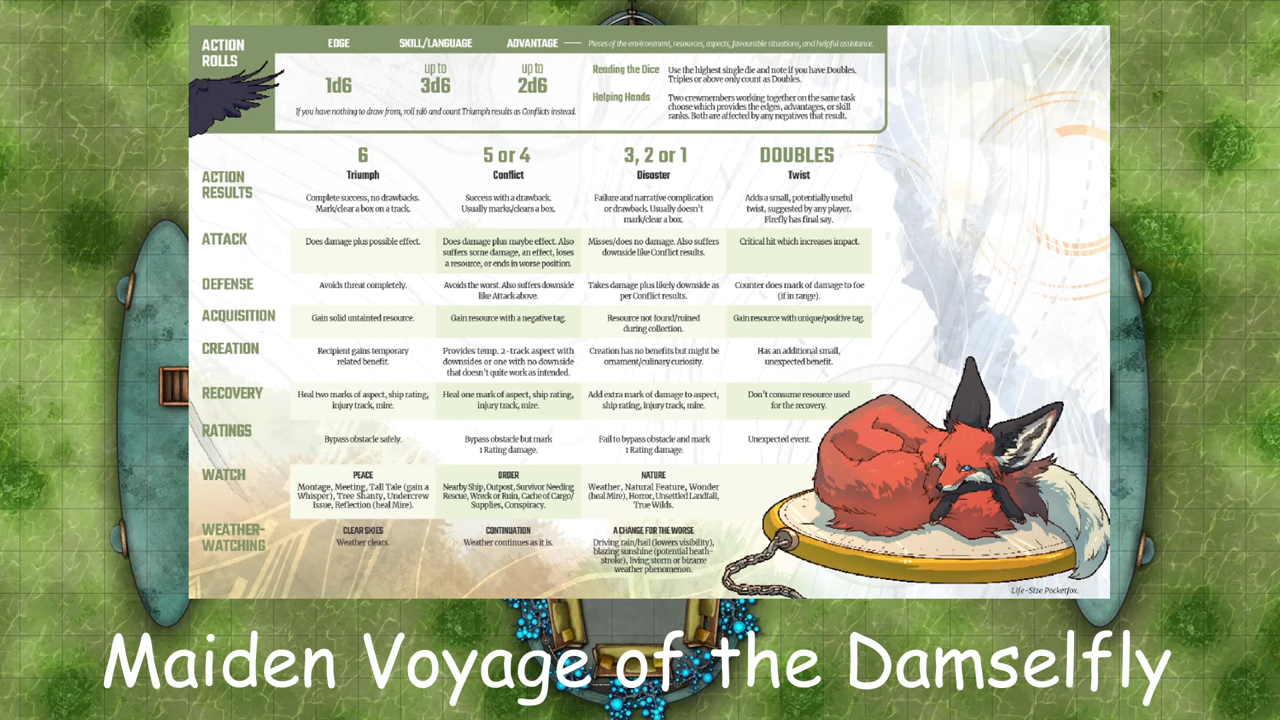 ACTION
ROLLS
EDGE SKILL/LANGUAGE ADVANTAGE — Pieces of the environment, resources, aspects, favourable situations, and helpful assistance.
1d6
up to
3d6
up to
2d6
Reading the Dice
Use the highest single die and note if you have Doubles.
Triples or above only count as Doubles.
Helping Hands
Two crewmembers working together on the same task
choose which provides the edges, advantages, or skill
ranks. Both are affected by any negatives that result.
If you have nothing to draw from, roll 1d6 and count Triumph results as Conflicts instead.
ACTION
RESULTS
6
Triumph
Complete success, no drawbacks.
Mark/clear a box on a track.
5 or 4
Conflict
Success with a drawback.
Usually marks/clears a box.
3, 2 or 1
Disaster
Failure and narrative complication
or drawback. Usually doesn't
mark/clear a box.
DOUBLES
Twist
Adds a small, potentially useful
twist, suggested by any player.
Firefly has final say.
ATTACK
Does damage plus possible effect.
Does damage plus maybe effect. Also
suffers some damage, an effect, loses
a resource, or ends in worse position.
Misses/does no damage. Also suffers
downside like Conflict results.
Critical hit which increases impact.
DEFENSE
Avoids threat completely.
Avoids the worst. Also suffers downside
like Attack above.
Takes damage plus likely downside as
per Conflict results.
Counter does mark of damage to foe
(if in range).
ACQUISITION
Gain solid untainted resource.
Gain resource with a negative tag.
Resource not found/ruined
during collection.
Gain resource with unique/positive tag.
CREATION
Recipient gains temporary
related benefit.
Provides temp. 2-track aspect with
downsides or one with no downside
that doesn't quite work as intended.
Creation has no benefits but might be
ornament/culinary curiosity.
Has an additional small,
unexpected benefit.
RECOVERY
Heal two marks of aspect, ship rating,
injury track, mire.
Heal one mark of aspect, ship rating,
injury track, mire.
Add extra mark of damage to aspect,
ship rating, injury track, mire.
Don't consume resource used
for the recovery.
RATINGS
Bypass obstacle safely.
Bypass obstacle but mark
1 Rating damage.
Fail to bypass obstacle and mark
1 Rating damage.
Unexpected event.
WATCH
PEACE
Montage, Meeting, Tall Tale (gain a
Whisper), Tree Shanty, Undercrew
Issue, Reflection (heal Mire).
ORDER
Nearby Ship, Outpost, Survivor Needing
Rescue, Wreck or Ruin, Cache of Cargo/
Supplies, Conspiracy.
NATURE
Weather, Natural Feature, Wonder
(heal Mire), Horror, Unsettled Landfall,
True Wilds.
WEATHER-
WATCHING
CLEAR SKIES
Weather clears.
CONTINUATION
Weather continues as it is.
A CHANGE FOR THE WORSE
Driving rain/hail (lowers visibility),
blazing sunshine (potential heath-
stroke), living storm or bizarre
weather phenomenon.
Life-Size Pocketfox.
Maiden Voyage of the Damselfly